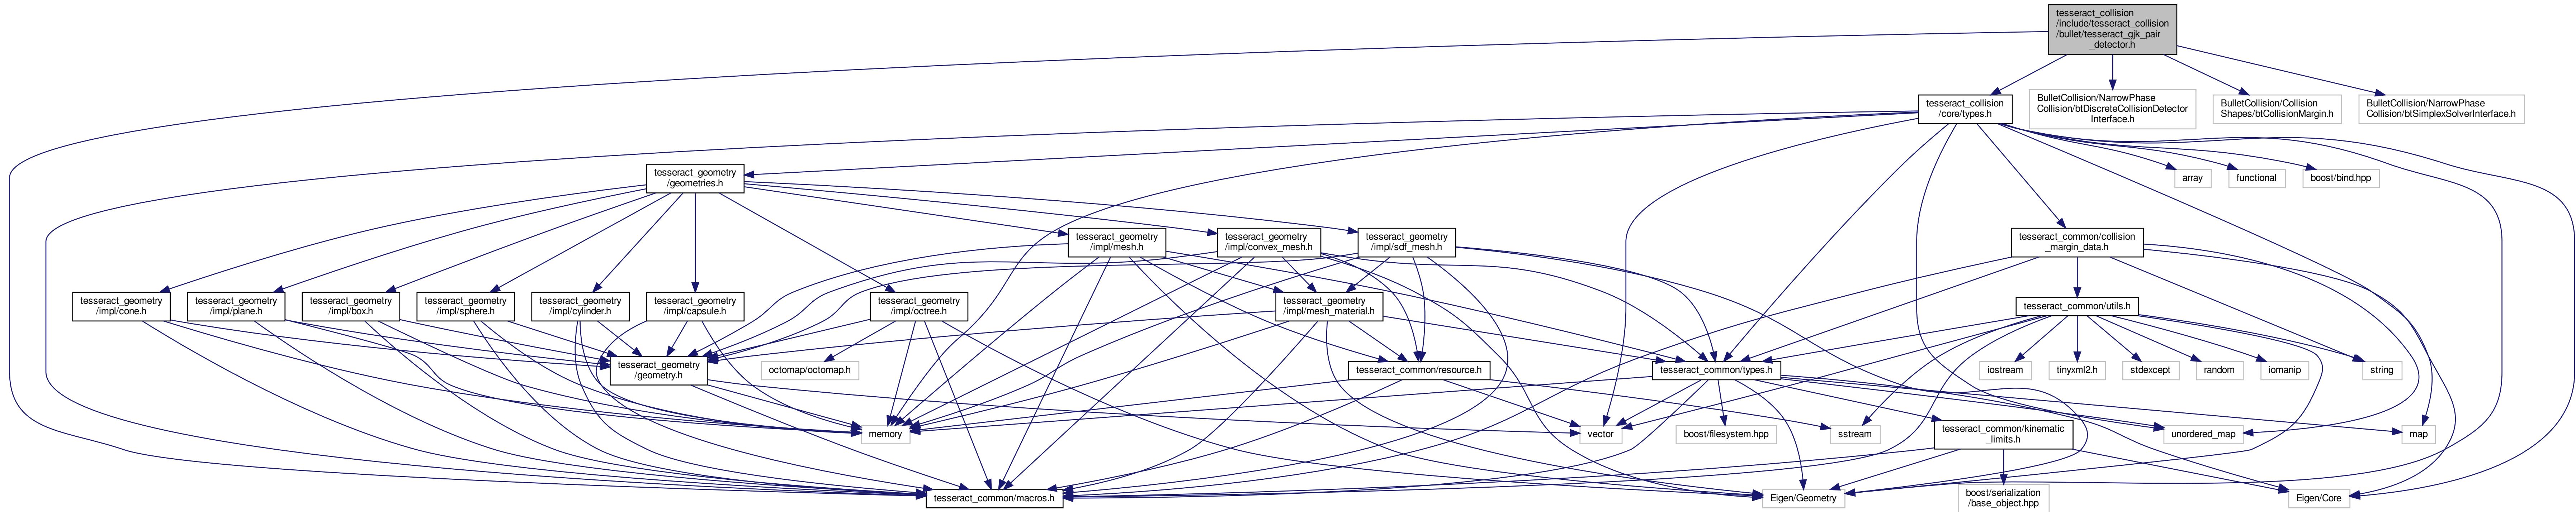 tesseract_collision
/include/tesseract_collision
/bullet/tesseract_gjk_pair
_detector.h
tesseract_collision
/core/types.h
BulletCollision/NarrowPhase
Collision/btDiscreteCollisionDetector
Interface.h
BulletCollision/Collision
Shapes/btCollisionMargin.h
BulletCollision/NarrowPhase
Collision/btSimplexSolverInterface.h
tesseract_geometry
/geometries.h
array
functional
boost/bind.hpp
tesseract_geometry
/impl/mesh.h
tesseract_geometry
/impl/convex_mesh.h
tesseract_geometry
/impl/sdf_mesh.h
tesseract_common/collision
_margin_data.h
tesseract_geometry
/impl/cone.h
tesseract_geometry
/impl/plane.h
tesseract_geometry
/impl/box.h
tesseract_geometry
/impl/sphere.h
tesseract_geometry
/impl/cylinder.h
tesseract_geometry
/impl/capsule.h
tesseract_geometry
/impl/octree.h
tesseract_geometry
/impl/mesh_material.h
tesseract_common/utils.h
tesseract_geometry
/geometry.h
octomap/octomap.h
tesseract_common/resource.h
tesseract_common/types.h
iostream
tinyxml2.h
stdexcept
random
iomanip
string
memory
vector
boost/filesystem.hpp
sstream
tesseract_common/kinematic
_limits.h
unordered_map
map
tesseract_common/macros.h
Eigen/Geometry
boost/serialization
/base_object.hpp
Eigen/Core